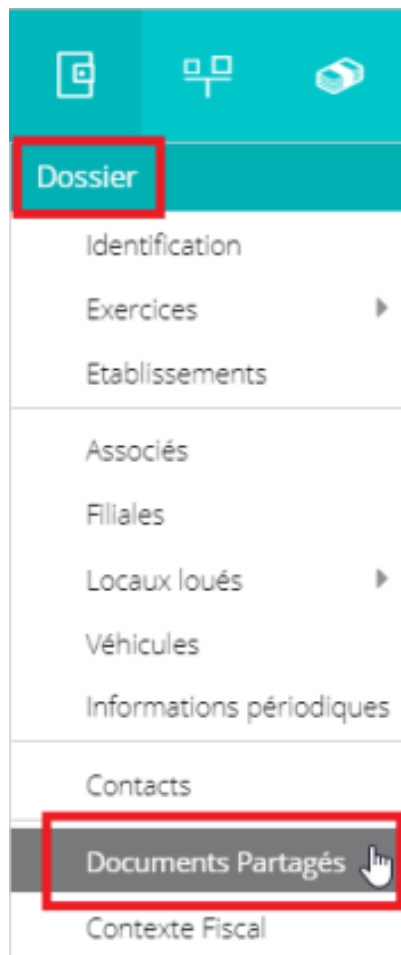 Dossier
Identification
Exercices
Etablissements
Associés
Filiales
Locaux loués
Véhicules
Informations périodiques
Contacts
Documents Partagés
Contexte Fiscal